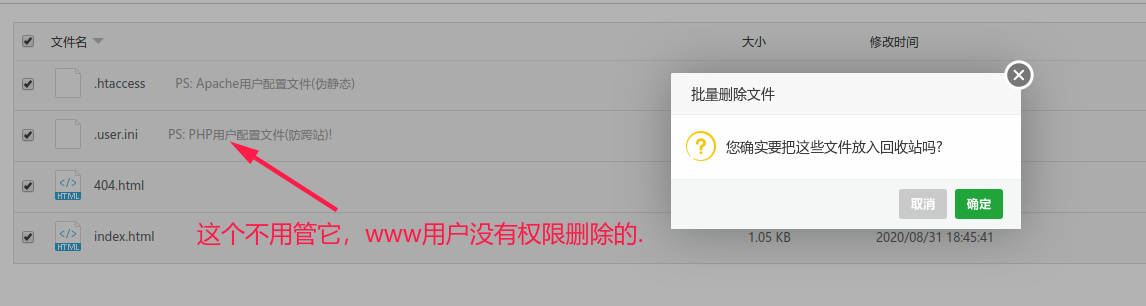 文件名 大小 修改时间
.htaccess PS: Apache用户配置文件(伪静态)
批量删除文件
.user.ini PS: PHP用户配置文件(防跨站)!
? 您确实要把这些文件放入回收站吗?
</> HTML 404.html
取消 确定
</> HTML index.html 1.05 KB 2020/08/31 18:45:41
这个不用管它，www用户没有权限删除的.